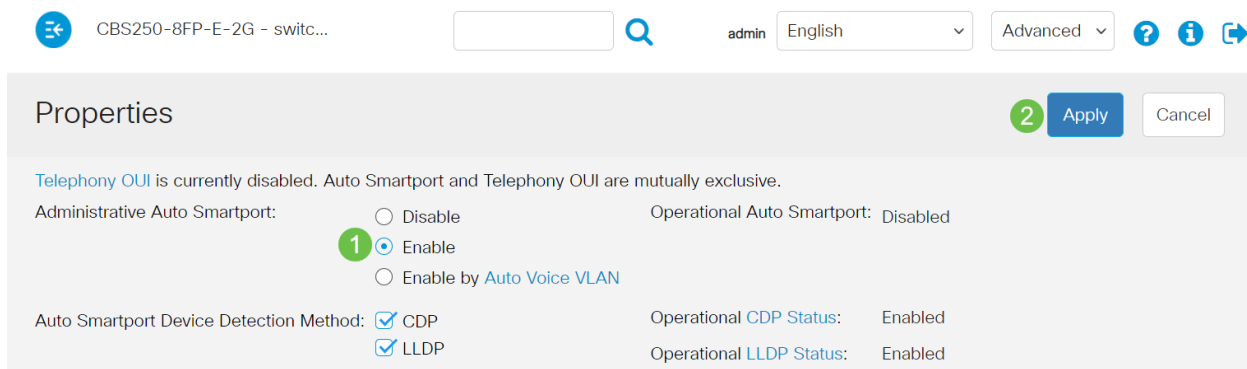 CBS250-8FP-E-2G - switc...
admin English Advanced
Properties
2 Apply Cancel
Telephony OUI is currently disabled. Auto Smartport and Telephony OUI are mutually exclusive.
Administrative Auto Smartport: Disable Operational Auto Smartport: Disabled
1 Enable
Enable by Auto Voice VLAN
Auto Smartport Device Detection Method: CDP Operational CDP Status: Enabled
LLDP Operational LLDP Status: Enabled